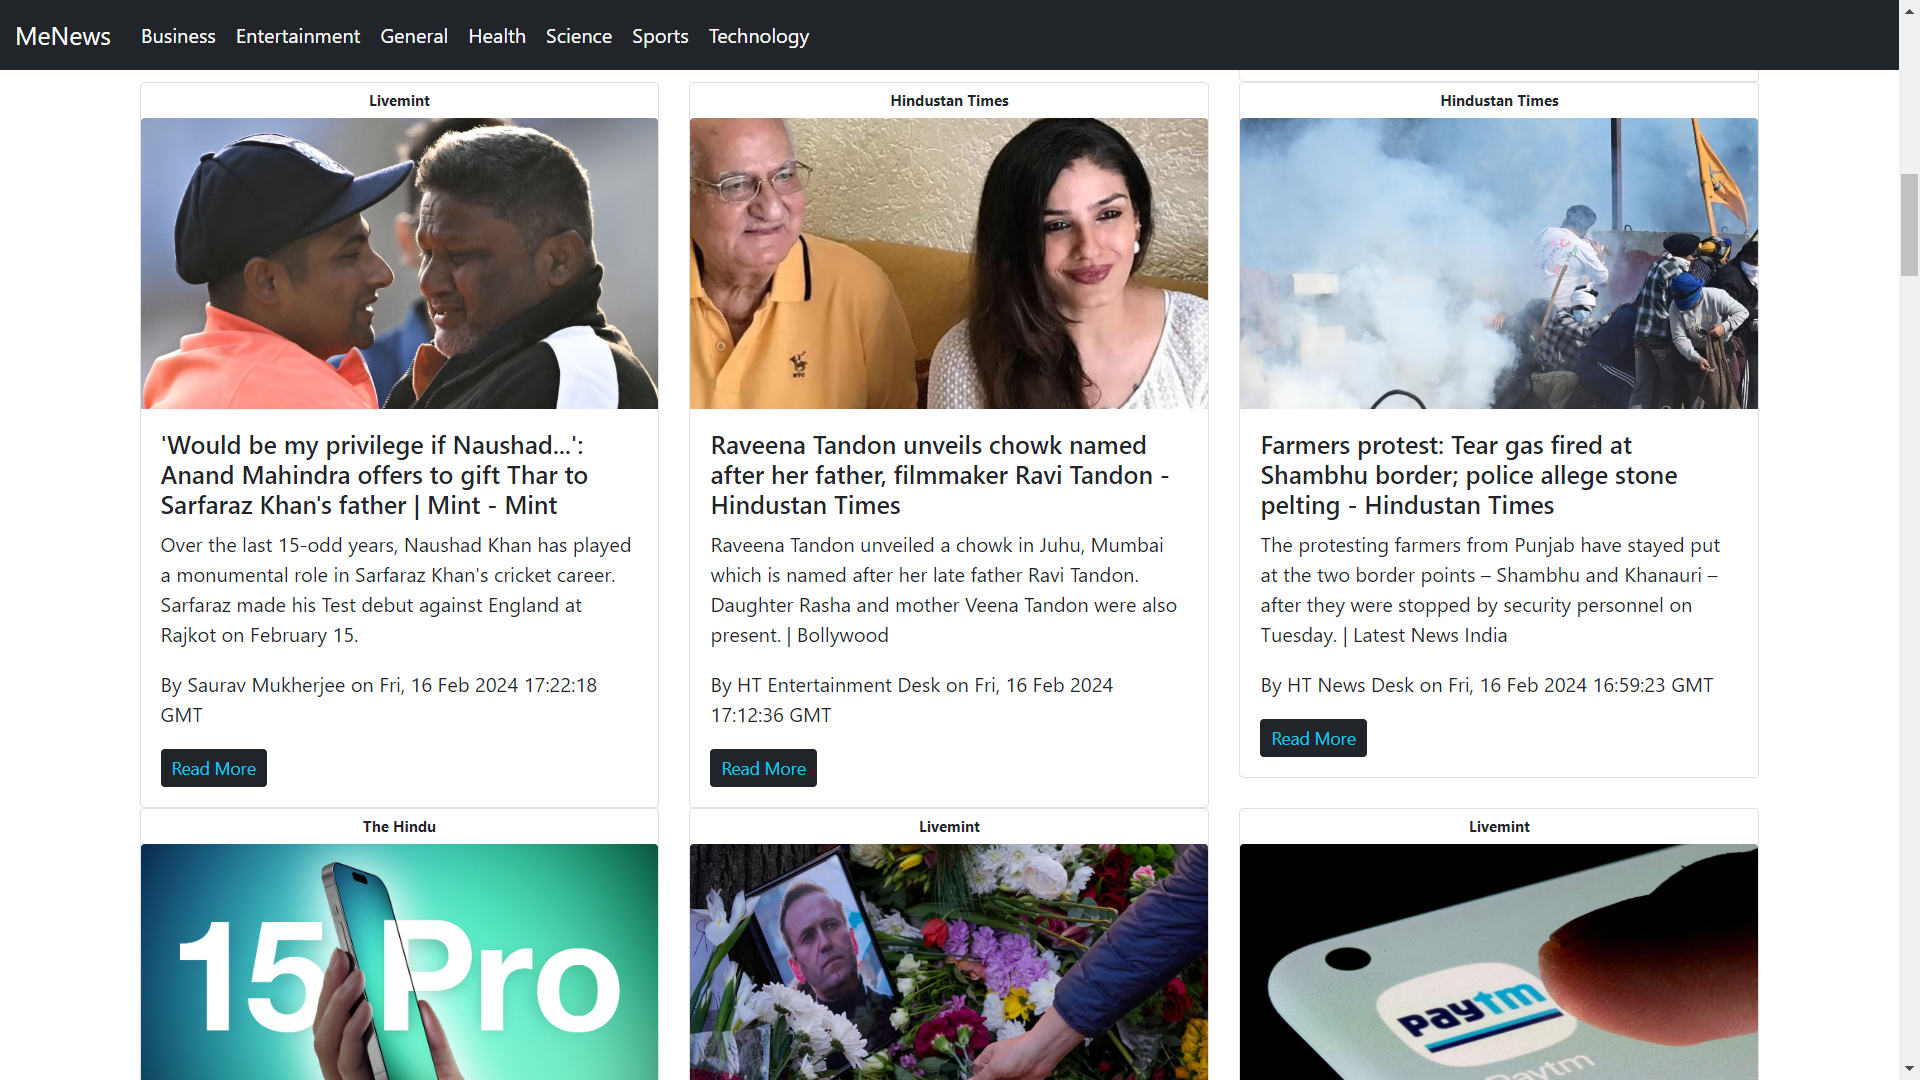 MeNews Business Entertainment General Health Science Sports Technology
Livemint
'Would be my privilege if Naushad...':
Anand Mahindra offers to gift Thar to
Sarfaraz Khan's father | Mint - Mint
Over the last 15-odd years, Naushad Khan has played
a monumental role in Sarfaraz Khan's cricket career.
Sarfaraz made his Test debut against England at
Rajkot on February 15.
By Saurav Mukherjee on Fri, 16 Feb 2024 17:22:18
GMT
Read More
Hindustan Times
Raveena Tandon unveils chowk named
after her father, filmmaker Ravi Tandon -
Hindustan Times
Raveena Tandon unveiled a chowk in Juhu, Mumbai
which is named after her late father Ravi Tandon.
Daughter Rasha and mother Veena Tandon were also
present. | Bollywood
By HT Entertainment Desk on Fri, 16 Feb 2024
17:12:36 GMT
Read More
Hindustan Times
Farmers protest: Tear gas fired at
Shambhu border; police allege stone
pelting - Hindustan Times
The protesting farmers from Punjab have stayed put
at the two border points – Shambhu and Khanauri –
after they were stopped by security personnel on
Tuesday. | Latest News India
By HT News Desk on Fri, 16 Feb 2024 16:59:23 GMT
Read More
The Hindu
15 Pro
Livemint
Livemint
paytm
Paytm